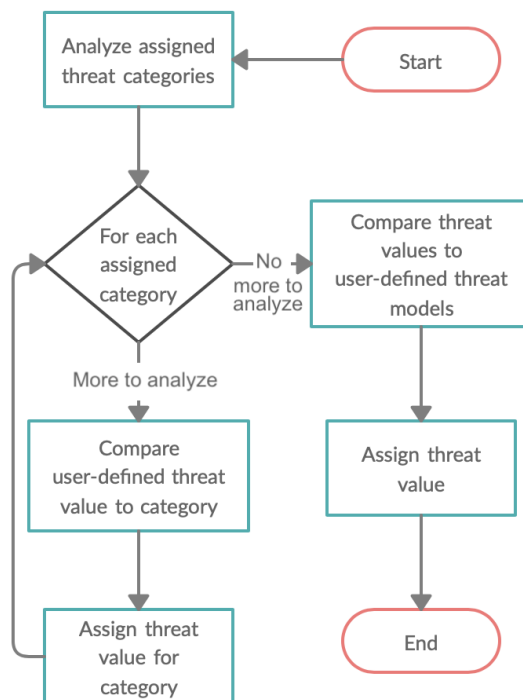 Start
Analyze assigned
threat categories
For each
assigned
category
No
more to
analyze
More to analyze
Compare
user-defined threat
value to category
Assign threat
value for
category
Compare threat
values to
user-defined threat
models
Assign threat
value
End